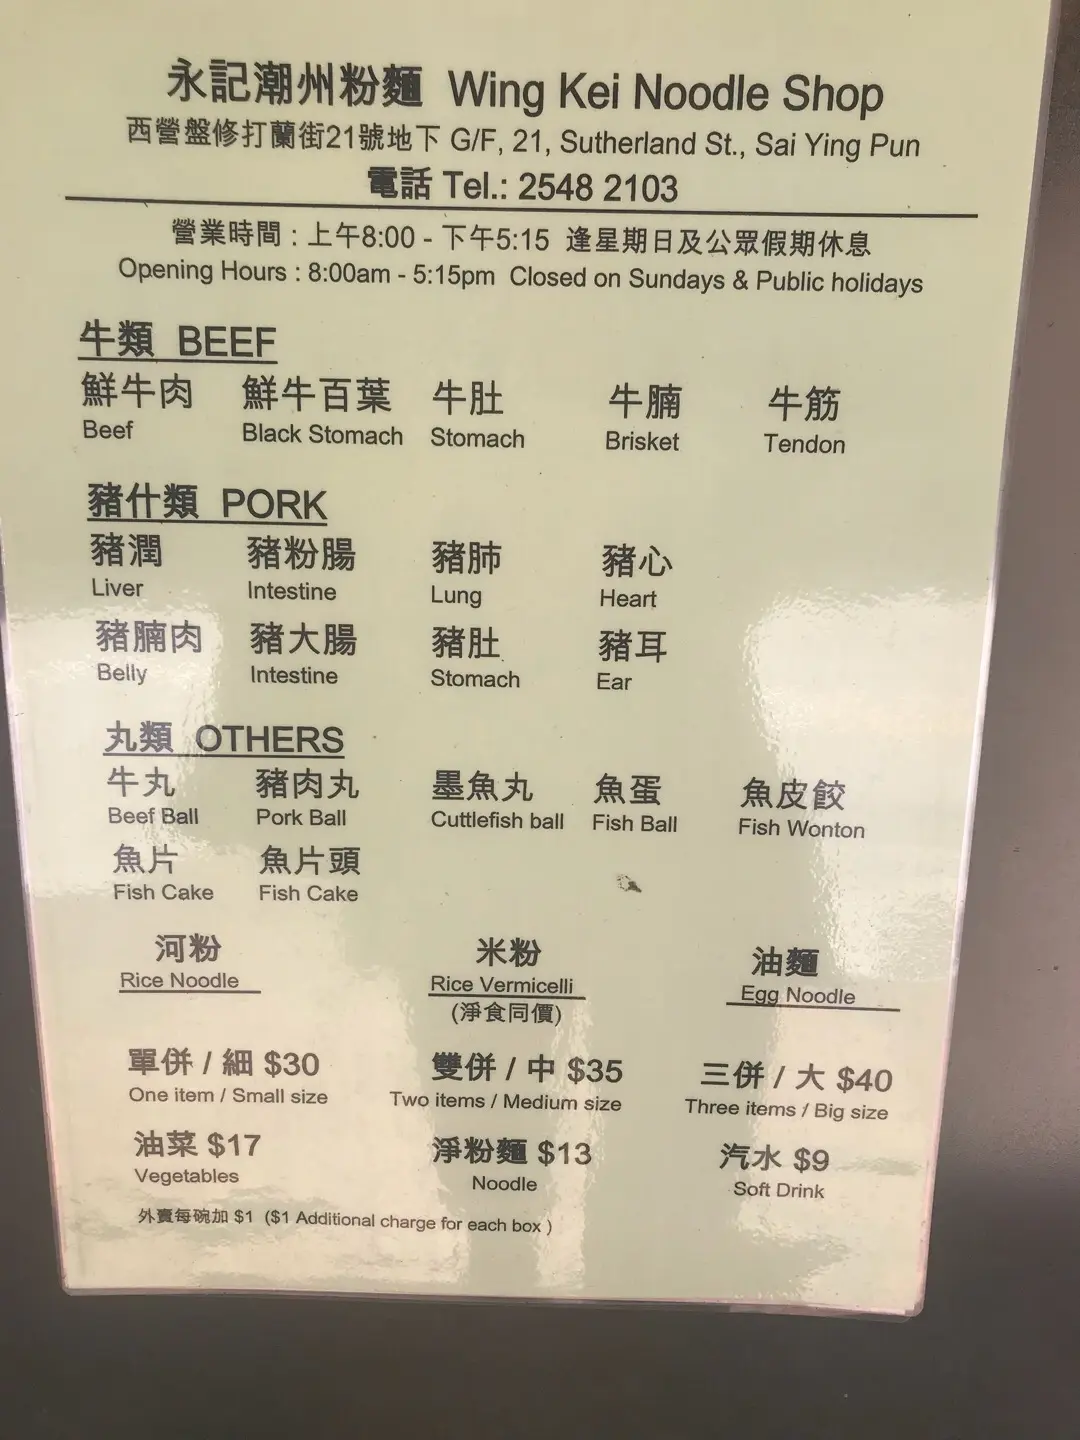 永記潮州粉麵 Wing Kei Noodle Shop
西營盤修打蘭街21號地下 G/F, 21, Sutherland St., Sai Ying Pun
電話 Tel.: 2548 2103
營業時間 : 上午8:00 - 下午5:15 逢星期日及公眾假期休息
Opening Hours : 8:00am - 5:15pm Closed on Sundays & Public holidays
牛類 BEEF
鮮牛肉 鮮牛百葉 牛肚 牛腩 牛筋
Beef Black Stomach Stomach Brisket Tendon
豬什類 PORK
豬潤 豬粉腸 豬肺 豬心
Liver Intestine Lung Heart
豬腩肉 豬大腸 豬肚 豬耳
Belly Intestine Stomach Ear
丸類 OTHERS
牛丸 豬肉丸 墨魚丸 魚蛋 魚皮餃
Beef Ball Pork Ball Cuttlefish ball Fish Ball Fish Wonton
魚片 魚片頭
Fish Cake Fish Cake
河粉 米粉 油麵
Rice Noodle Rice Vermicelli Egg Noodle
(淨食同價)
單併 / 細 $30 雙併 / 中 $35 三併 / 大 $40
One item / Small size Two items / Medium size Three items / Big size
油菜 $17 淨粉麵 $13 汽水 $9
Vegetables Noodle Soft Drink
外賣每碗加 $1 ($1 Additional charge for each box )